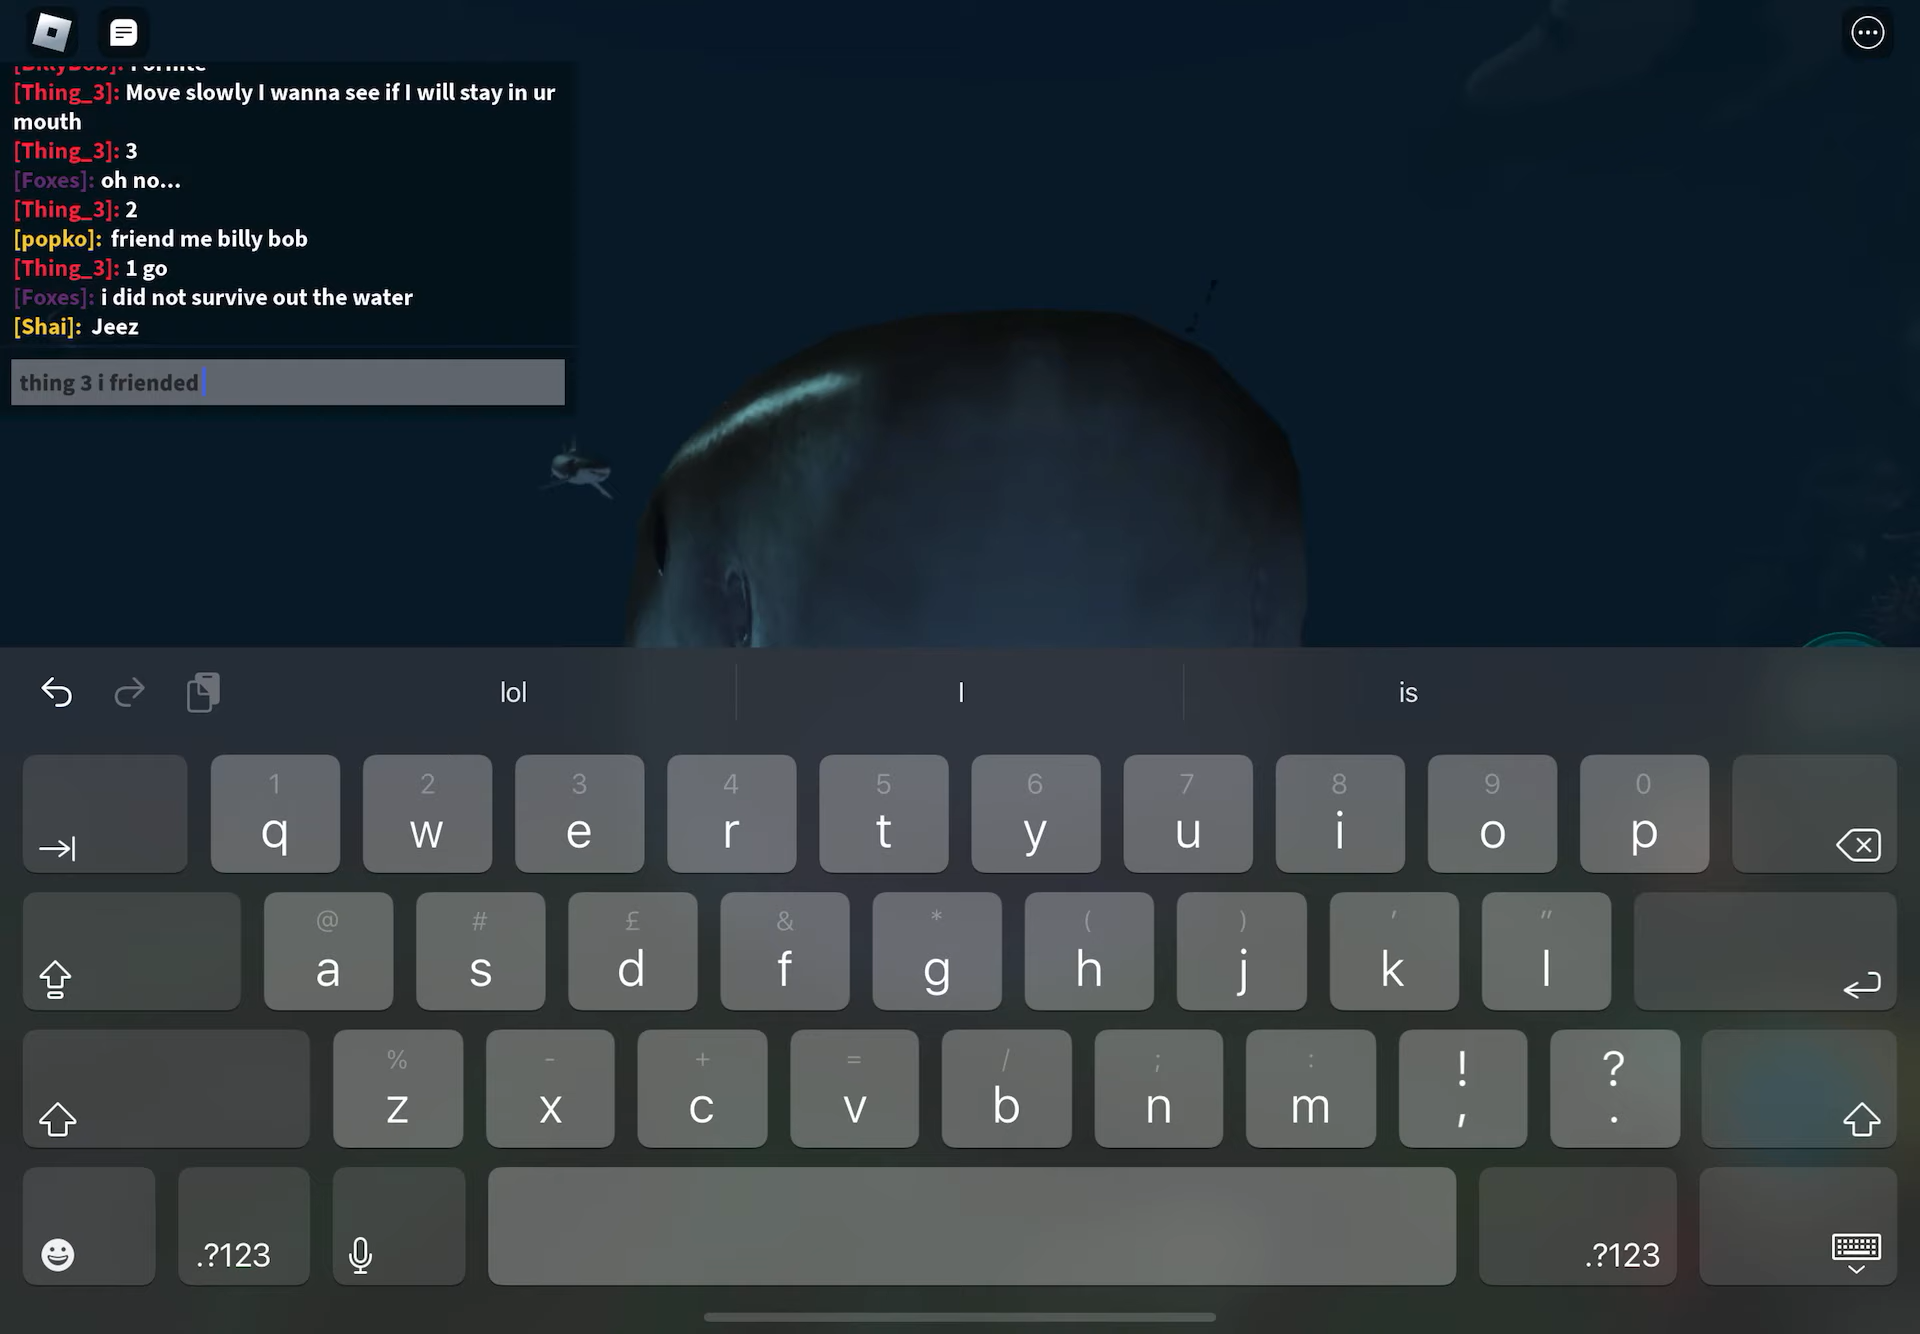 [BillyBob]: Fornite
[Thing_3]: Move slowly I wanna see if I will stay in ur
mouth
[Thing_3]: 3
[Foxes]: oh no...
[Thing_3]: 2
[popko]: friend me billy bob
[Thing_3]: 1 go
[Foxes]: i did not survive out the water
[Shai]: Jeez
thing 3 i friended
lol I is
1 2 3 4 5 6 7 8 9 0
q w e r t y u i o p
@ # £ & * ( ) ' "
a s d f g h j k l
% - + = / ; : ! ?
z x c v b n m , .
.?123 .?123